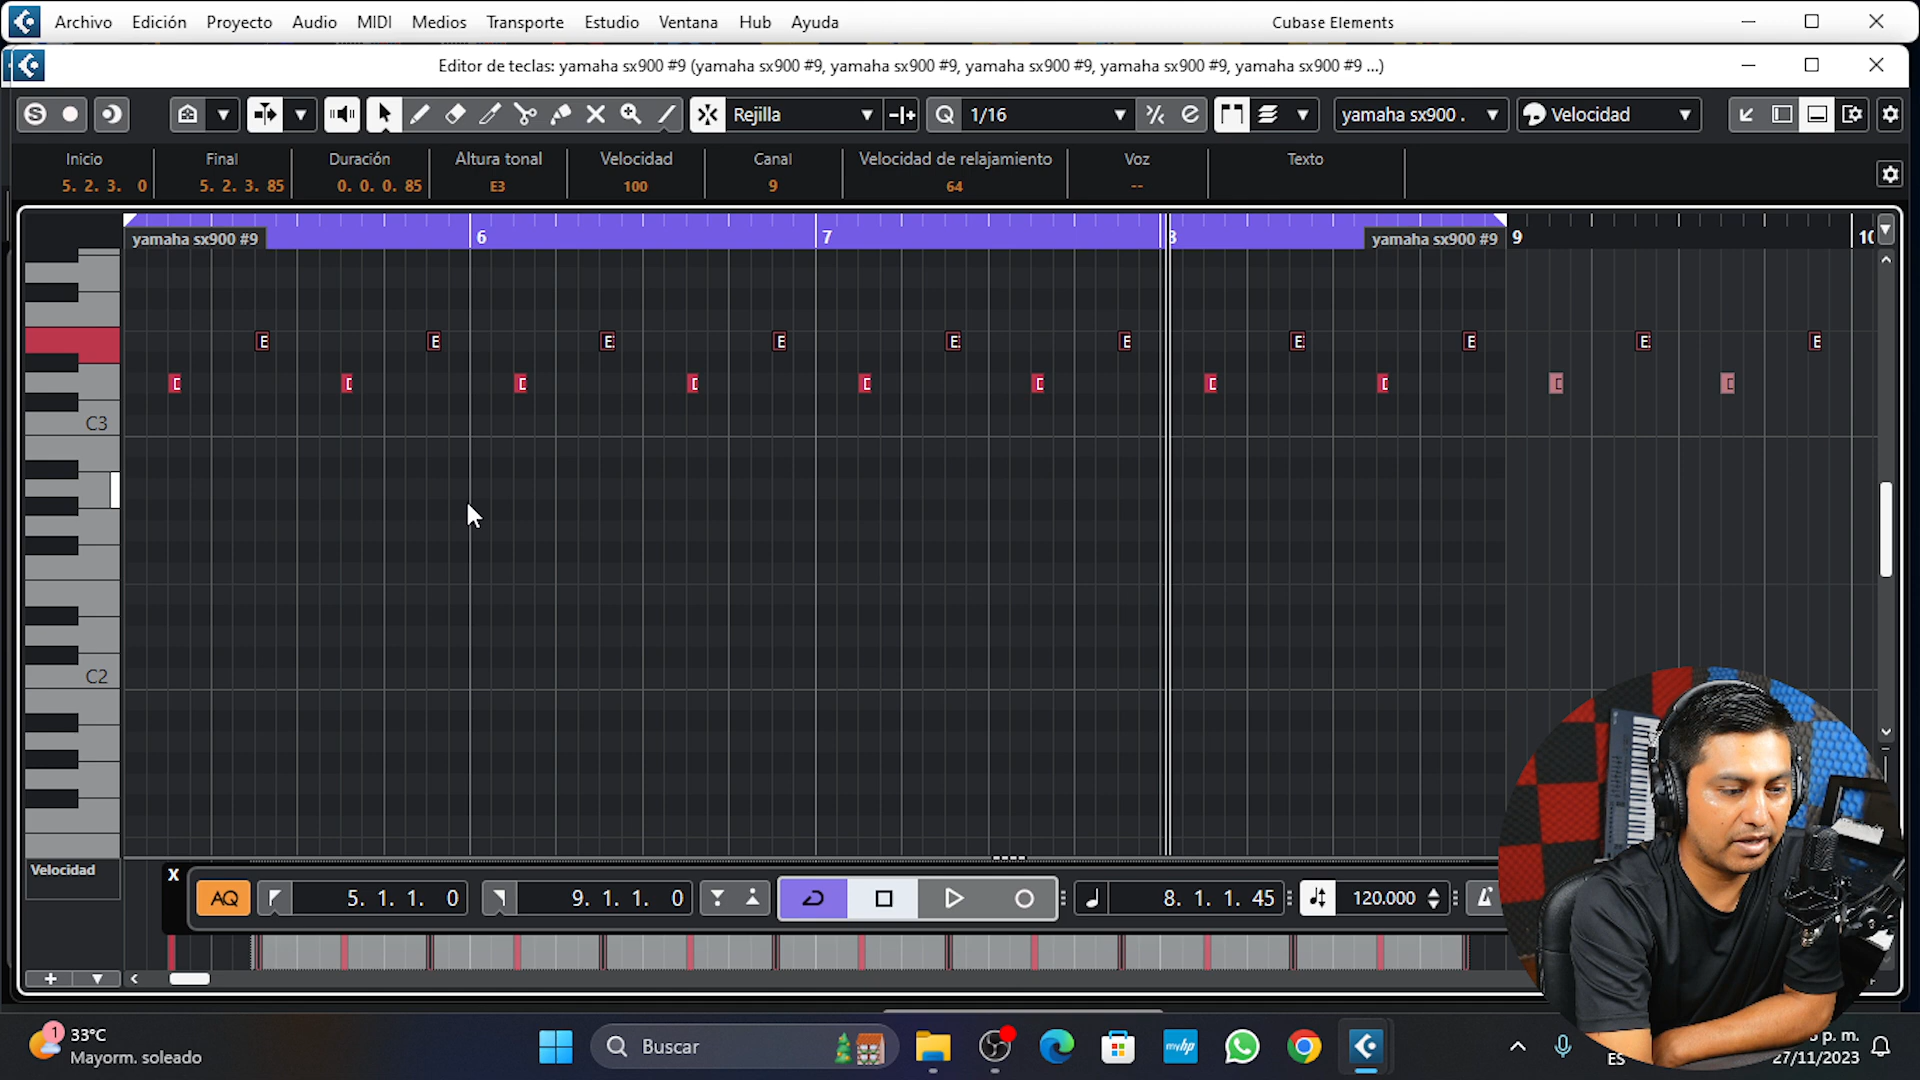 Archivo Edición Proyecto Audio MIDI Medios Transporte Estudio Ventana Hub Ayuda Cubase Elements
Editor de teclas: yamaha sx900 #9 (yamaha sx900 #9, yamaha sx900 #9, yamaha sx900 #9, yamaha sx900 #9, yamaha sx900 #9 ...)
S Rejilla Q 1/16 yamaha sx900 . Velocidad
Inicio Final Duración Altura tonal Velocidad Canal Velocidad de relajamiento Voz Texto
5. 2. 3. 0 5. 2. 3. 85 0. 0. 0. 85 E3 100 9 64 --
yamaha sx900 #9 6 7 8 yamaha sx900 #9 9 10
E E E E E E E E E E
D D D D D D D D D D
C3
C2
Velocidad
X
AQ 5. 1. 1. 0 9. 1. 1. 0 8. 1. 1. 45 120.000
1 33°C
Mayorm. soleado
Buscar
myhp
ES
p. m.
27/11/2023